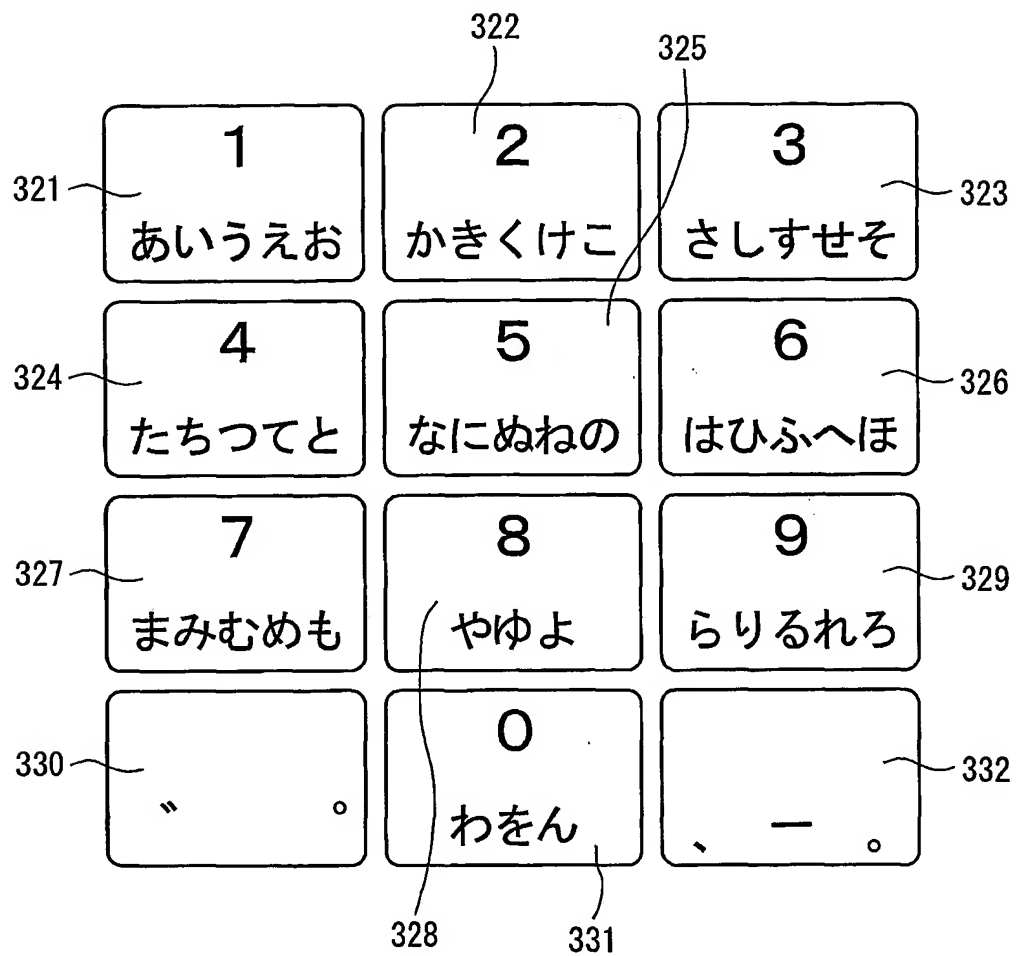 322
325
1
2
3
321
323
あいうえお
かきくけこ
さしすせそ
4
5
6
324
326
たちつてと
なにぬねの
はひふへほ
7
8
9
327
329
まみむめも
やゆよ
らりるれろ
0
330
332
゛ ゜
わをん
、 ー 。
328
331